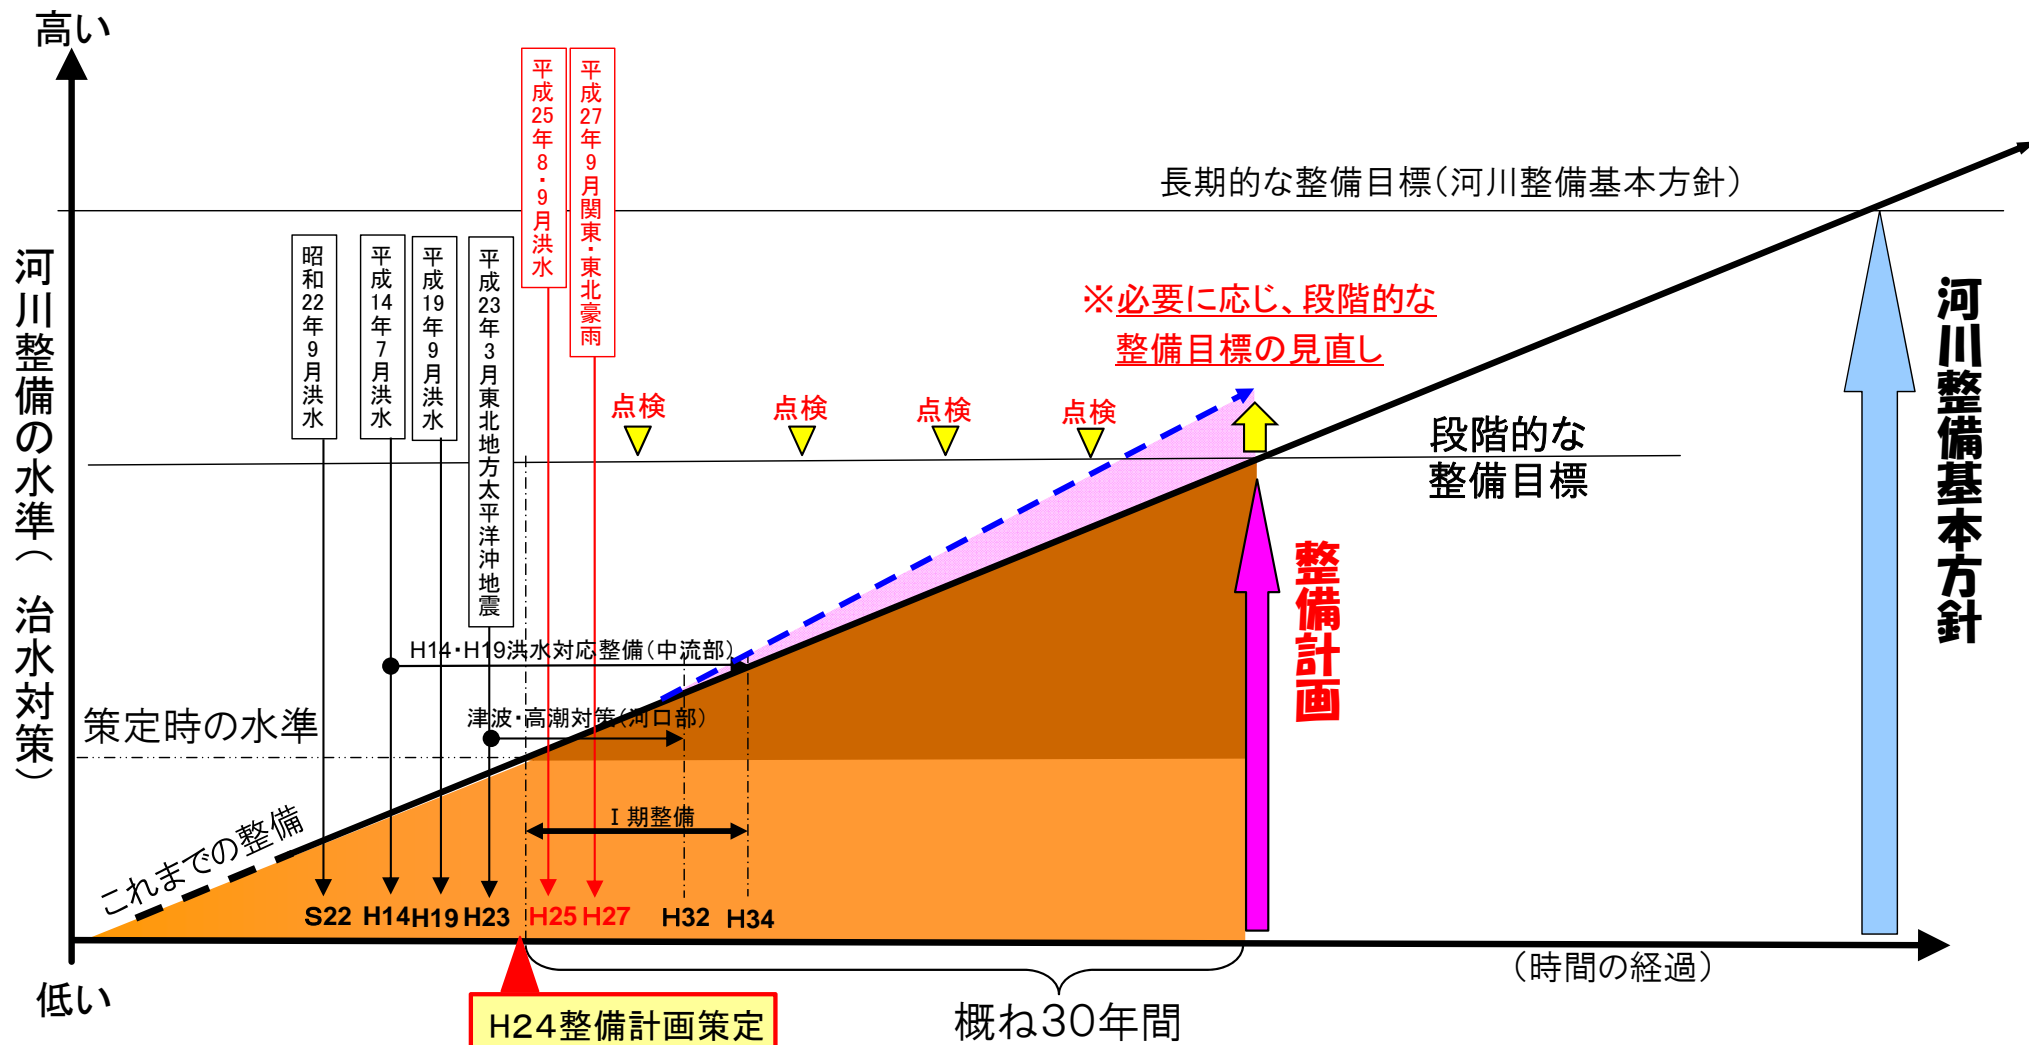 高い
平成25年8・9月洪水
平成27年9月関東・東北豪雨
長期的な整備目標（河川整備基本方針）
昭和22年9月洪水
平成14年7月洪水
平成19年9月洪水
平成23年3月東北地方太平洋沖地震
河川整備の水準（治水対策）
※必要に応じ、段階的な
整備目標の見直し
点検
点検
点検
点検
段階的な
整備目標
河川整備基本方針
整備計画
H14・H19洪水対応整備（中流部）
津波・高潮対策（河口部）
策定時の水準
Ⅰ期整備
これまでの整備
S22
H14
H19
H23
H25
H27
H32
H34
（時間の経過）
低い
H24整備計画策定
概ね30年間